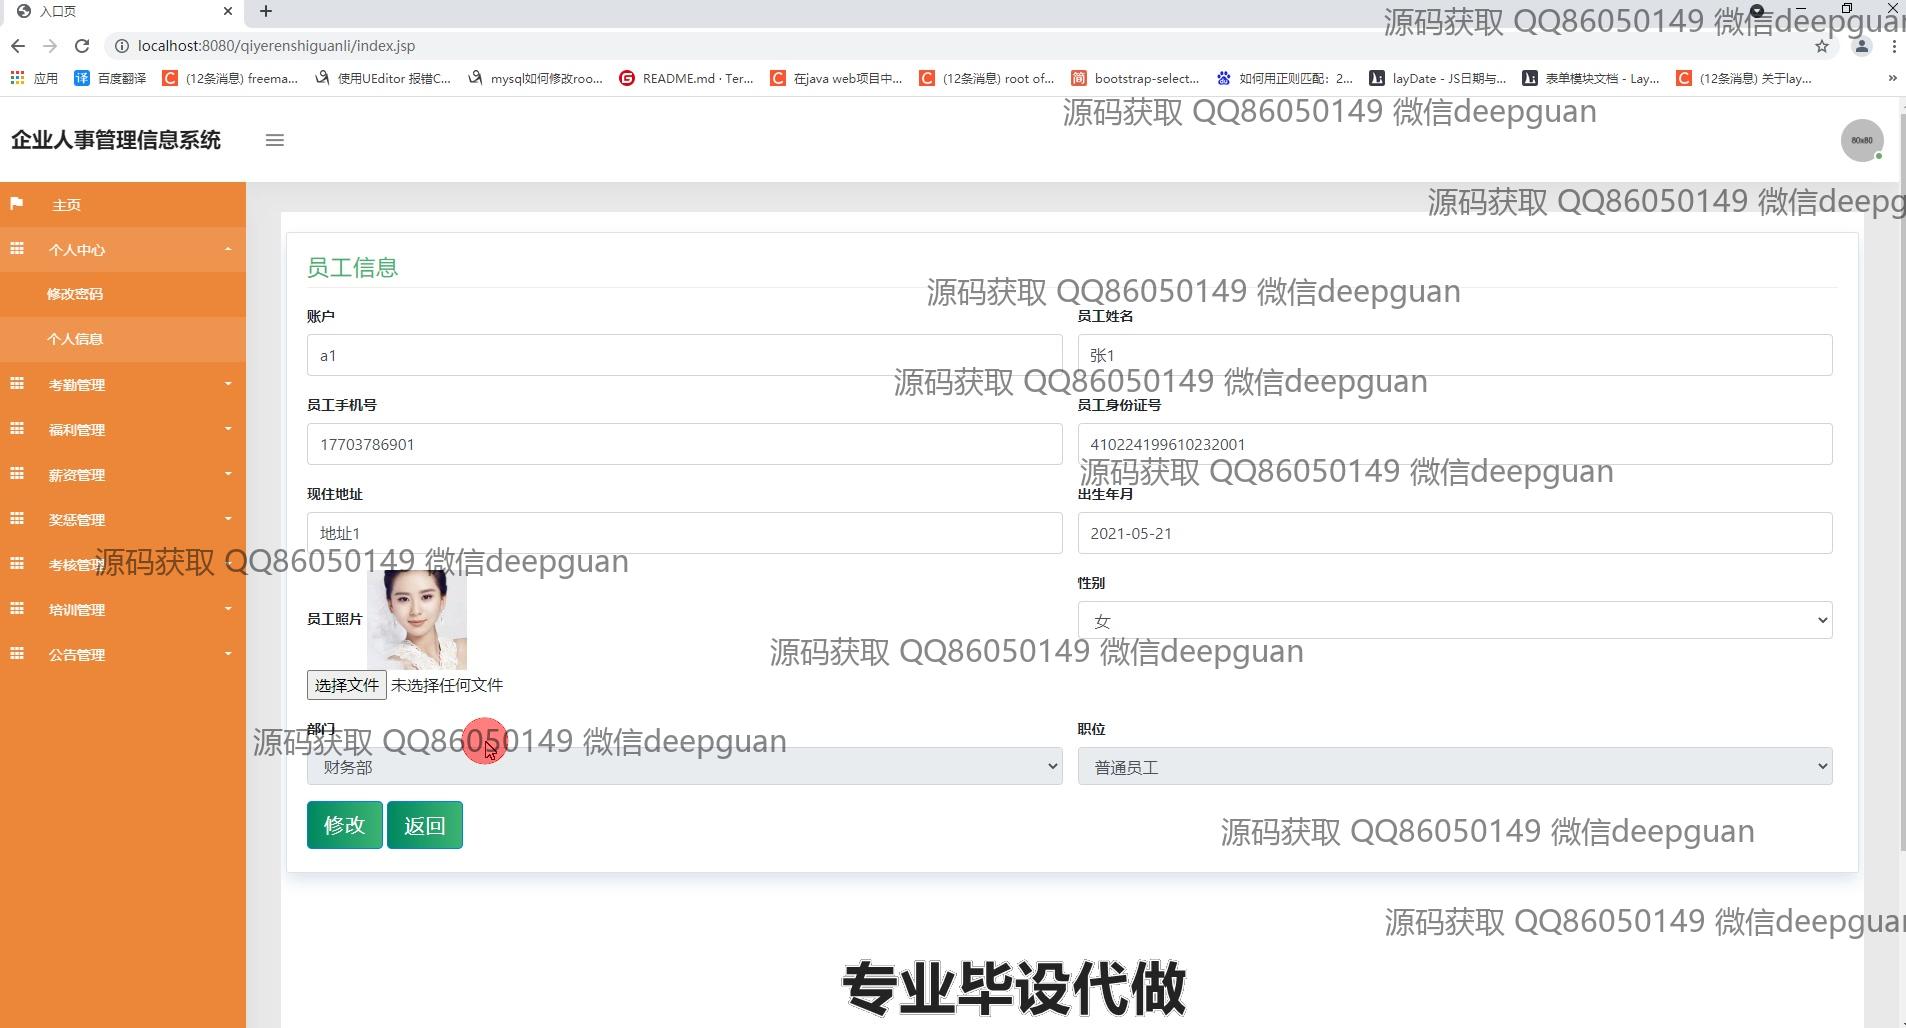 入口页
源码获取 QQ86050149 微信deepguan
localhost:8080/qiyerenshiguanli/index.jsp
应用 百度翻译 (12条消息) freema... 使用UEditor 报错C... mysql如何修改roo... README.md · Ter... 在java web项目中... (12条消息) root of... bootstrap-select... 如何用正则匹配：2... layDate - JS日期与... 表单模块文档 - Lay... (12条消息) 关于lay...
源码获取 QQ86050149 微信deepguan
企业人事管理信息系统
80x80
源码获取 QQ86050149 微信deepg
主页
个人中心
修改密码
个人信息
考勤管理
福利管理
薪资管理
奖惩管理
考核管理
培训管理
公告管理
员工信息
源码获取 QQ86050149 微信deepguan
账户
员工姓名
a1
张1
源码获取 QQ86050149 微信deepguan
员工手机号
员工身份证号
17703786901
410224199610232001
源码获取 QQ86050149 微信deepguan
现住地址
出生年月
地址1
2021-05-21
源码获取 QQ86050149 微信deepguan
员工照片
性别
女
源码获取 QQ86050149 微信deepguan
选择文件 未选择任何文件
部门
职位
源码获取 QQ86050149 微信deepguan
财务部
普通员工
修改 返回
源码获取 QQ86050149 微信deepguan
源码获取 QQ86050149 微信deepguan
专业毕设代做